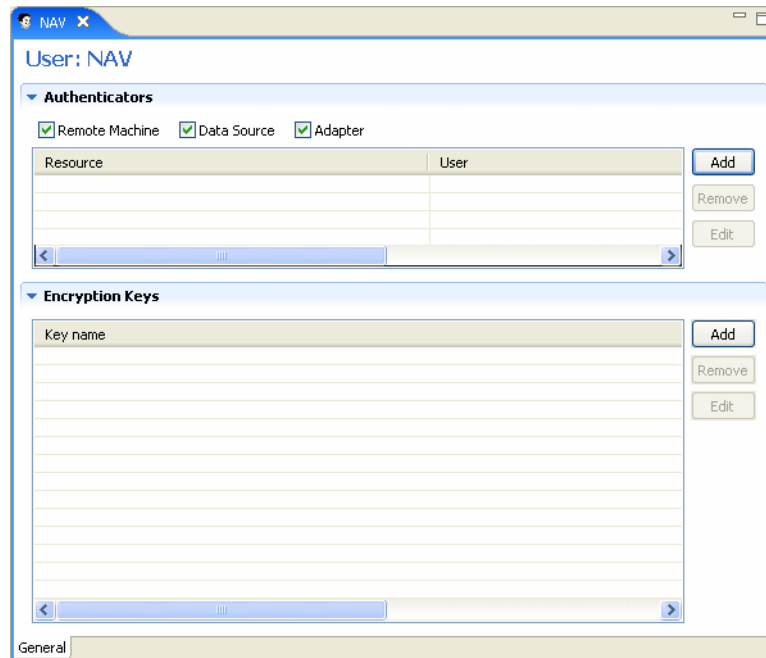 NAV
User: NAV
Authenticators
Remote Machine Data Source Adapter
Resource User Add
Remove
Edit
Encryption Keys
Key name Add
Remove
Edit
General